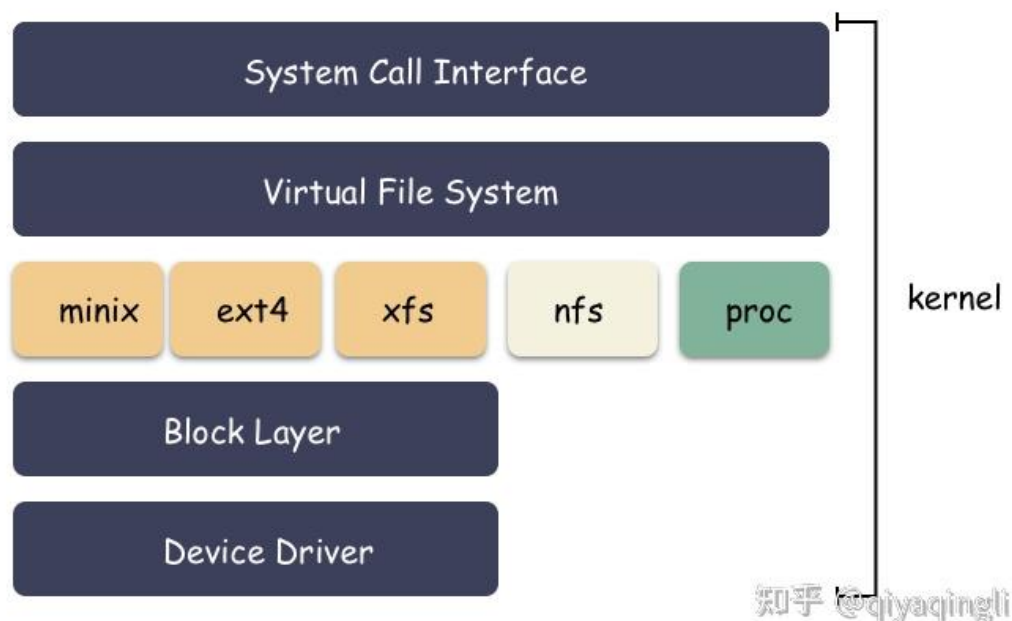 System Call Interface
Virtual File System
minix ext4 xfs nfs proc
kernel
Block Layer
Device Driver
知乎 @qiyaqingli